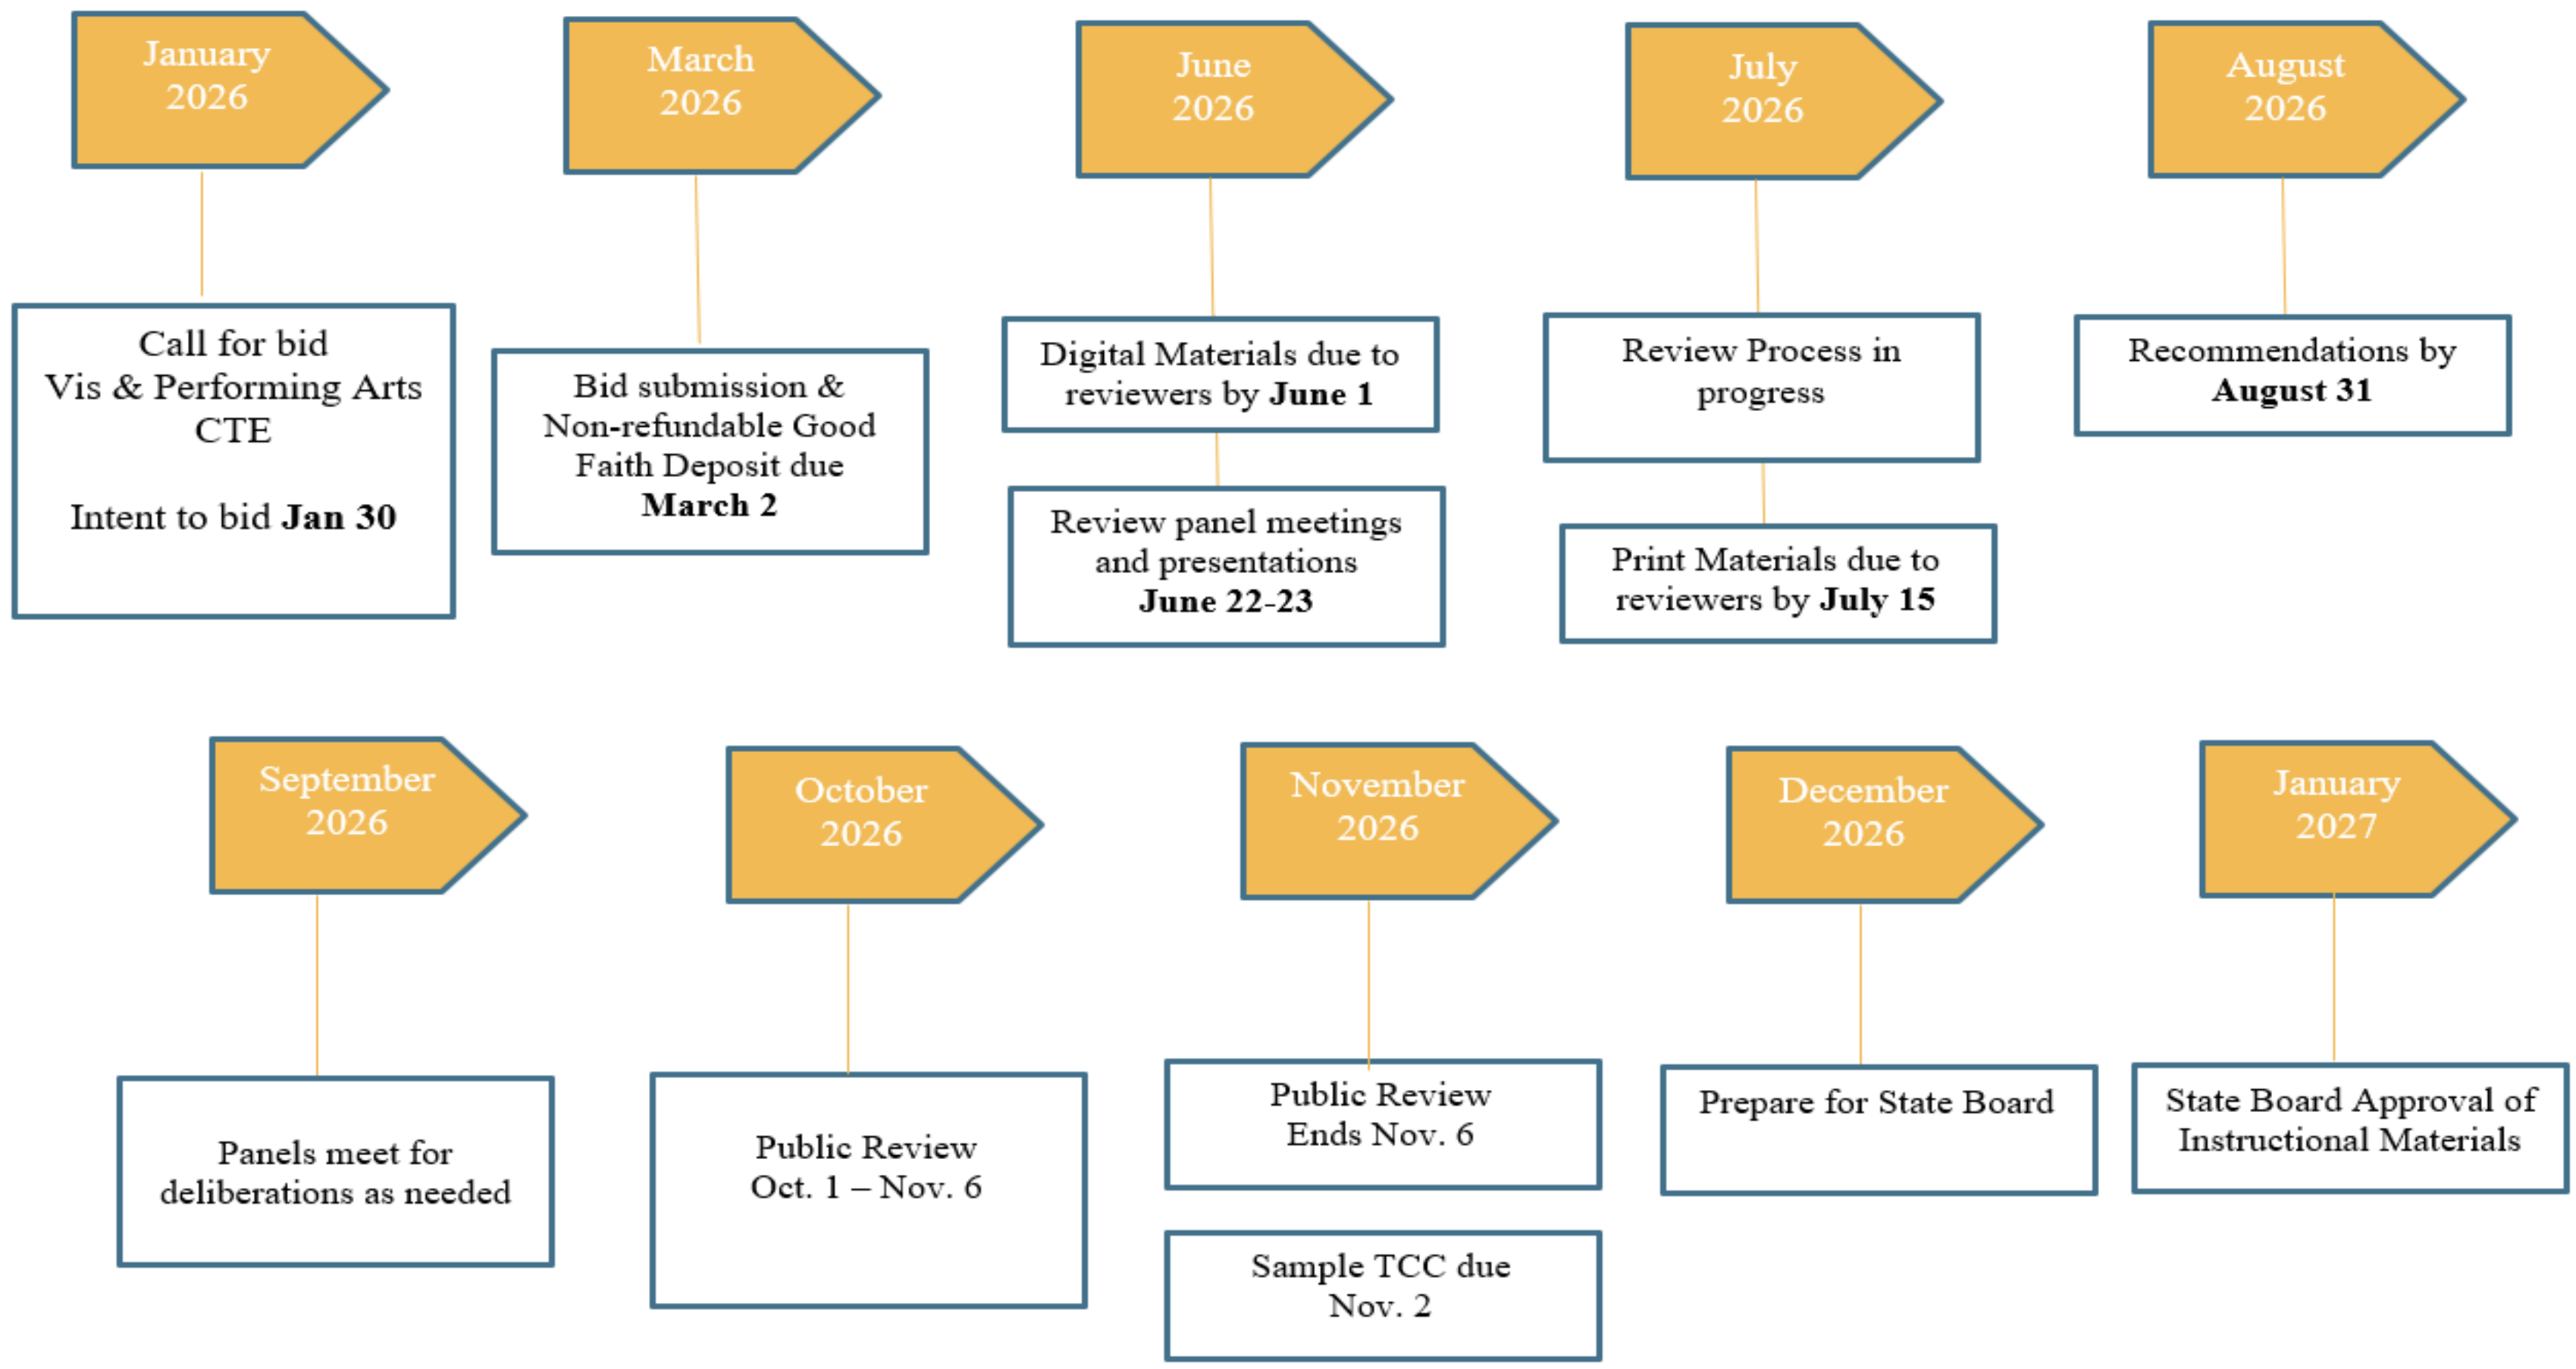 January
2026
March
2026
June
2026
July
2026
August
2026
Call for bid
Vis & Performing Arts
CTE
Intent to bid Jan 30
Bid submission &
Non-refundable Good
Faith Deposit due
March 2
Digital Materials due to
reviewers by June 1
Review panel meetings
and presentations
June 22-23
Review Process in
progress
Print Materials due to
reviewers by July 15
Recommendations by
August 31
September
2026
October
2026
November
2026
December
2026
January
2027
Panels meet for
deliberations as needed
Public Review
Oct. 1 – Nov. 6
Public Review
Ends Nov. 6
Sample TCC due
Nov. 2
Prepare for State Board
State Board Approval of
Instructional Materials